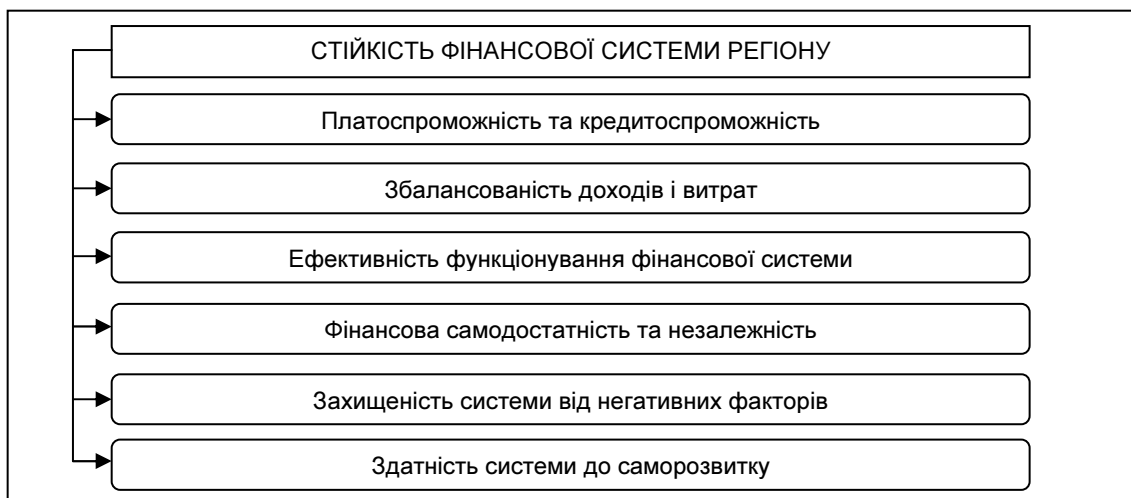 СТІЙКІСТЬ ФІНАНСОВОЇ СИСТЕМИ РЕГІОНУ
Платоспроможність та кредитоспроможність
Збалансованість доходів і витрат
Ефективність функціонування фінансової системи
Фінансова самодостатність та незалежність
Захищеність системи від негативних факторів
Здатність системи до саморозвитку